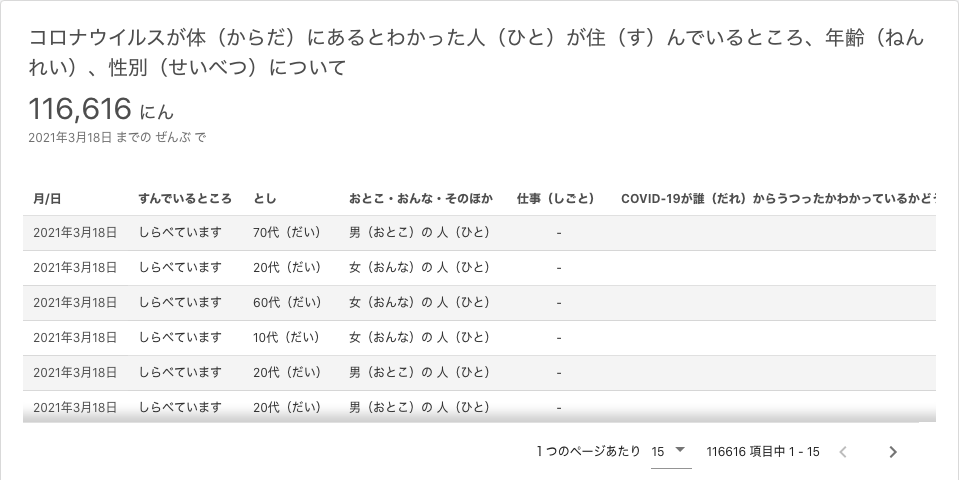 コロナウイルスが体（からだ）にあるとわかった人（ひと）が住（す）んでいるところ、年齢（ねん
れい）、性別（せいべつ）について
116,616 にん
2021年3月18日 までの ぜんぶ で
月/日 すんでいるところ とし おとこ・おんな・そのほか 仕事（しごと） COVID-19が誰（だれ）からうつったかわかっているかど
2021年3月18日 しらべています 70代（だい） 男（おとこ）の 人（ひと） -
2021年3月18日 しらべています 20代（だい） 女（おんな）の 人（ひと） -
2021年3月18日 しらべています 60代（だい） 女（おんな）の 人（ひと） -
2021年3月18日 しらべています 10代（だい） 女（おんな）の 人（ひと） -
2021年3月18日 しらべています 20代（だい） 男（おとこ）の 人（ひと） -
2021年3月18日 しらべています 20代（だい） 男（おとこ）の 人（ひと） -
1 つのページあたり 15 116616 項目中 1 - 15